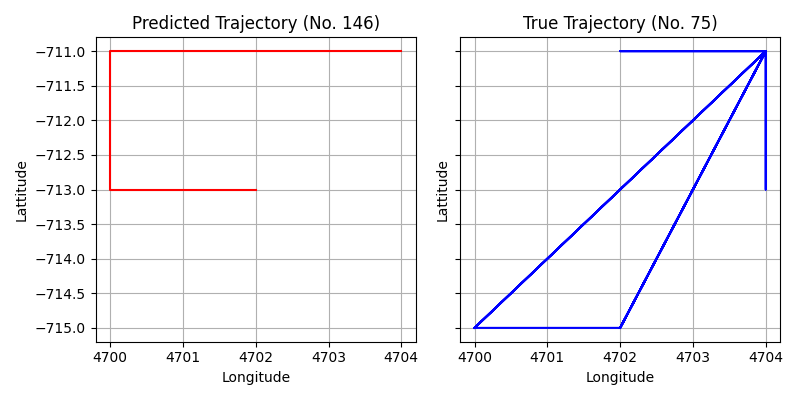 Predicted Trajectory (No. 146)
True Trajectory (No. 75)
−711.0
−711.5
−712.0
−712.5
−713.0
−713.5
−714.0
−714.5
−715.0
Lattitude
Lattitude
4700 4701 4702 4703 4704
4700 4701 4702 4703 4704
Longitude
Longitude